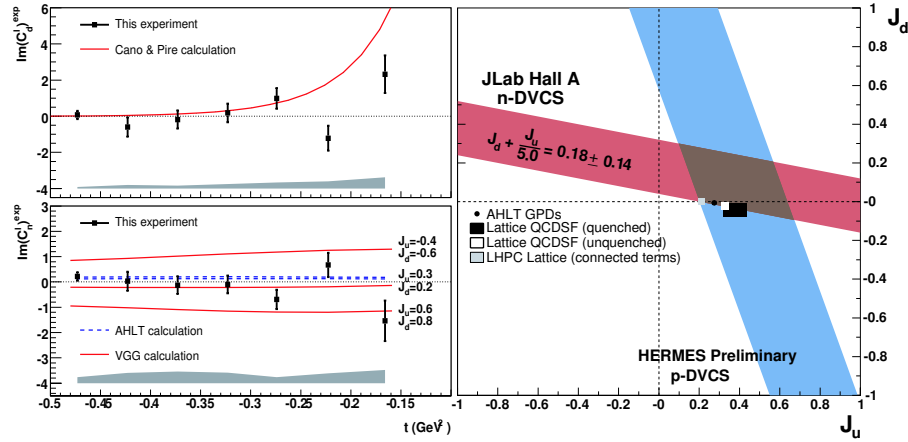 Im(C_d^I)^exp
6
4
2
0
-2
-4
This experiment
Cano & Pire calculation
Im(C_n^I)^exp
3
2
1
0
-1
-2
-3
-4
This experiment
J_u=-0.4
J_d=-0.6
J_u=0.3
J_d=0.2
J_u=0.6
J_d=0.8
AHLT calculation
VGG calculation
-0.5 -0.45 -0.4 -0.35 -0.3 -0.25 -0.2 -0.15 -0.1
t (GeV²)
J_d
JLab Hall A
n-DVCS
J_d + J_u/5.0 = 0.18 ± 0.14
AHLT GPDs
Lattice QCDSF (quenched)
Lattice QCDSF (unquenched)
LHPC Lattice (connected terms)
HERMES Preliminary
p-DVCS
1
0.8
0.6
0.4
0.2
-0
-0.2
-0.4
-0.6
-0.8
-1
-1 -0.8 -0.6 -0.4 -0.2 -0 0.2 0.4 0.6 0.8 1
J_u